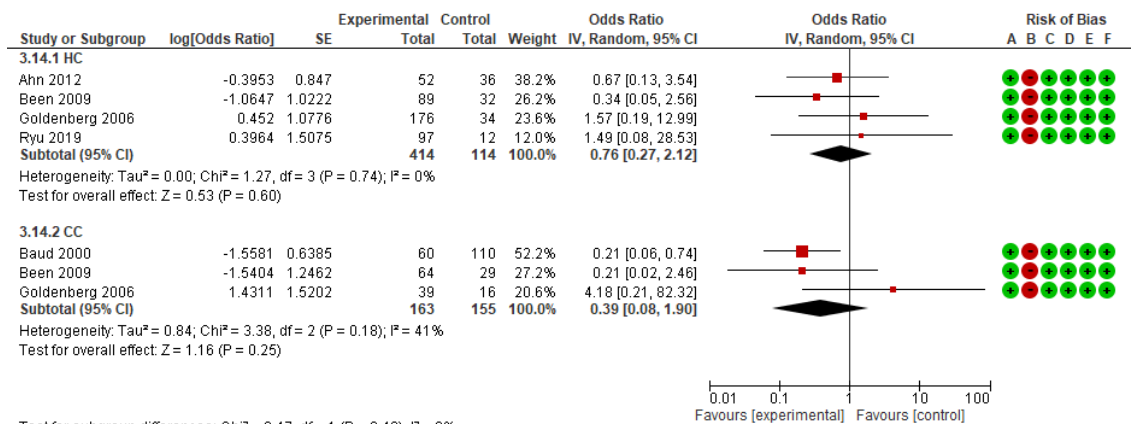 Experimental Control Odds Ratio Odds Ratio Risk of Bias
Study or Subgroup log[Odds Ratio] SE Total Total Weight IV, Random, 95% CI IV, Random, 95% CI A B C D E F
3.14.1 HC
Ahn 2012 -0.3953 0.847 52 36 38.2% 0.67 [0.13, 3.54] + - + + + +
Been 2009 -1.0647 1.0222 89 32 26.2% 0.34 [0.05, 2.56] + - + + + +
Goldenberg 2006 0.452 1.0776 176 34 23.6% 1.57 [0.19, 12.99] + - + + + +
Ryu 2019 0.3964 1.5075 97 12 12.0% 1.49 [0.08, 28.53] + - + + + +
Subtotal (95% CI) 414 114 100.0% 0.76 [0.27, 2.12]
Heterogeneity: Tau² = 0.00; Chi² = 1.27, df = 3 (P = 0.74); I² = 0%
Test for overall effect: Z = 0.53 (P = 0.60)
3.14.2 CC
Baud 2000 -1.5581 0.6385 60 110 52.2% 0.21 [0.06, 0.74] + - + + + +
Been 2009 -1.5404 1.2462 64 29 27.2% 0.21 [0.02, 2.46] + - + + + +
Goldenberg 2006 1.4311 1.5202 39 16 20.6% 4.18 [0.21, 82.32] + - + + + +
Subtotal (95% CI) 163 155 100.0% 0.39 [0.08, 1.90]
Heterogeneity: Tau² = 0.84; Chi² = 3.38, df = 2 (P = 0.18); I² = 41%
Test for overall effect: Z = 1.16 (P = 0.25)
0.01 0.1 1 10 100
Favours [experimental] Favours [control]